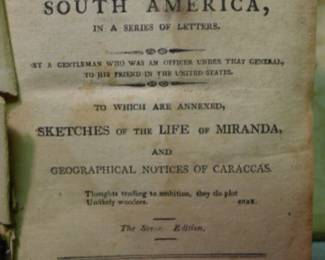 SOUTH AMERICA,
IN A SERIES OF LETTERS.
BY A GENTLEMAN WHO WAS AN OFFICER UNDER THAT GENERAL,
TO HIS FRIEND IN THE UNITED STATES.
TO WHICH ARE ANNEXED,
SKETCHES OF THE LIFE OF MIRANDA,
AND
GEOGRAPHICAL NOTICES OF CARACCAS.
Thoughts tending to ambition, they do plot
Unlikely wonders. SHAK.
The Edition.